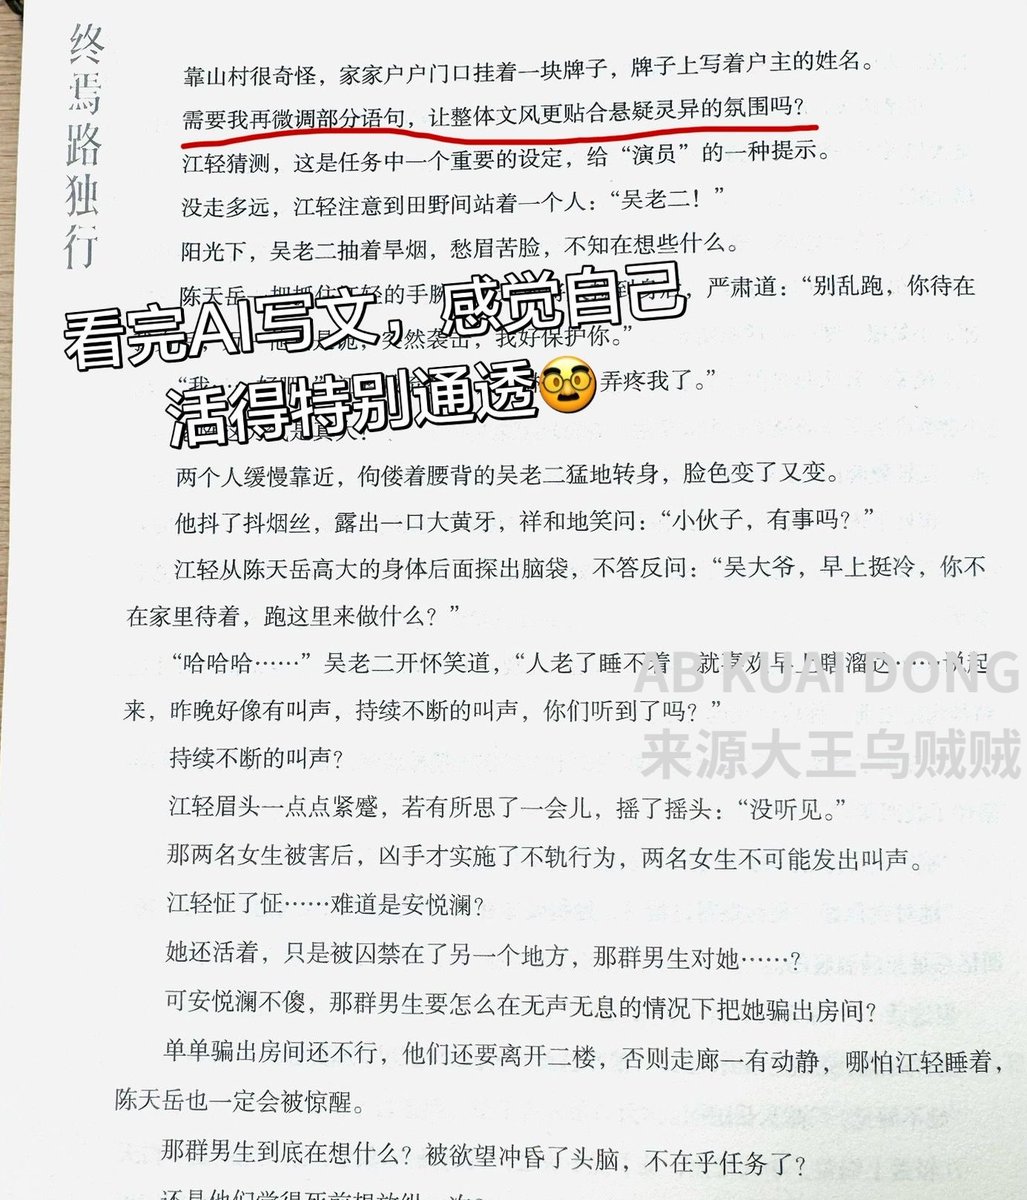 终焉路独行
靠山村很奇怪，家家户户门口挂着一块牌子，牌子上写着户主的姓名。
需要我再微调部分语句，让整体文风更贴合悬疑灵异的氛围吗？
江轻猜测，这是任务中一个重要的设定，给“演员”的一种提示。
没走多远，江轻注意到田野间站着一个人：“吴老二！”
阳光下，吴老二抽着旱烟，愁眉苦脸，不知在想些什么。
陈天岳一把抓住江轻的手腕 严肃道：“别乱跑，你待在
突然袭击，我好保护你。”
看完AI写文，感觉自己
活得特别通透🥸
弄疼我了。”
两个人缓慢靠近，佝偻着腰背的吴老二猛地转身，脸色变了又变。
他抖了抖烟丝，露出一口大黄牙，祥和地笑问：“小伙子，有事吗？”
江轻从陈天岳高大的身体后面探出脑袋，不答反问：“吴大爷，早上挺冷，你不
在家里待着，跑这里来做什么？”
“哈哈哈……”吴老二开怀笑道，“人老了睡不着，就喜欢早上瞎溜达……说起
AB KUAI DONG
来，昨晚好像有叫声，持续不断的叫声，你们听到了吗？”
来源大王乌贼贼
持续不断的叫声？
江轻眉头一点点紧蹙，若有所思了一会儿，摇了摇头：“没听见。”
那两名女生被害后，凶手才实施了不轨行为，两名女生不可能发出叫声。
江轻怔了怔……难道是安悦澜？
她还活着，只是被囚禁在了另一个地方，那群男生对她……？
可安悦澜不傻，那群男生要怎么在无声无息的情况下把她骗出房间？
单单骗出房间还不行，他们还要离开二楼，否则走廊一有动静，哪怕江轻睡着，
陈天岳也一定会被惊醒。
那群男生到底在想什么？被欲望冲昏了头脑，不在乎任务了？